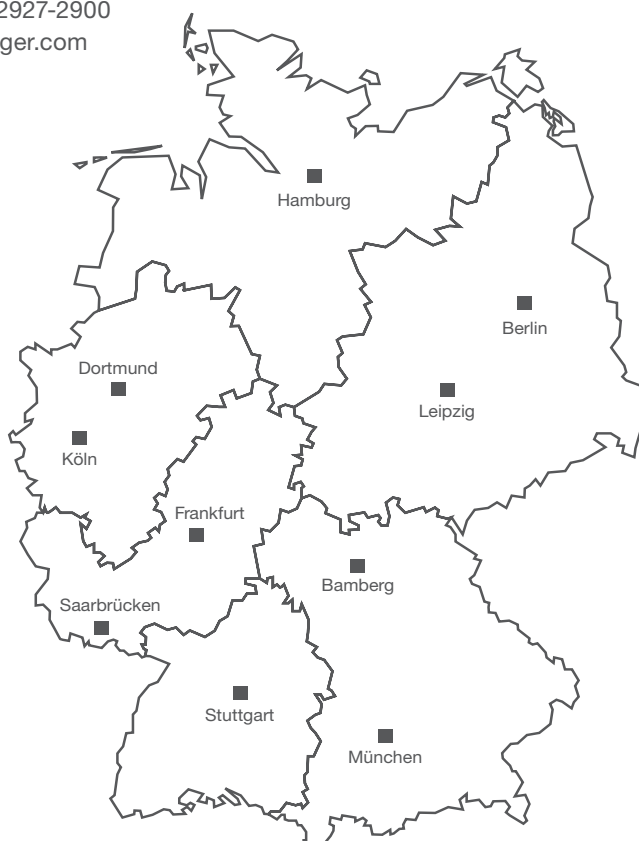 2927-2900
ger.com
Hamburg
Berlin
Dortmund
Leipzig
Köln
Frankfurt
Bamberg
Saarbrücken
Stuttgart
München